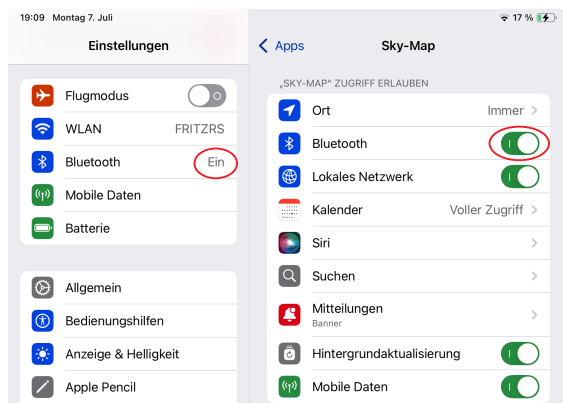 19:09 Montag 7. Juli
17 %
Einstellungen
Flugmodus
WLAN FRITZRS
Bluetooth Ein
Mobile Daten
Batterie
Allgemein
Bedienungshilfen
Anzeige & Helligkeit
Apple Pencil
Apps
Sky-Map
„SKY-MAP“ ZUGRIFF ERLAUBEN
Ort Immer
Bluetooth
Lokales Netzwerk
Kalender Voller Zugriff
Siri
Suchen
Mitteilungen
Banner
Hintergrundaktualisierung
Mobile Daten